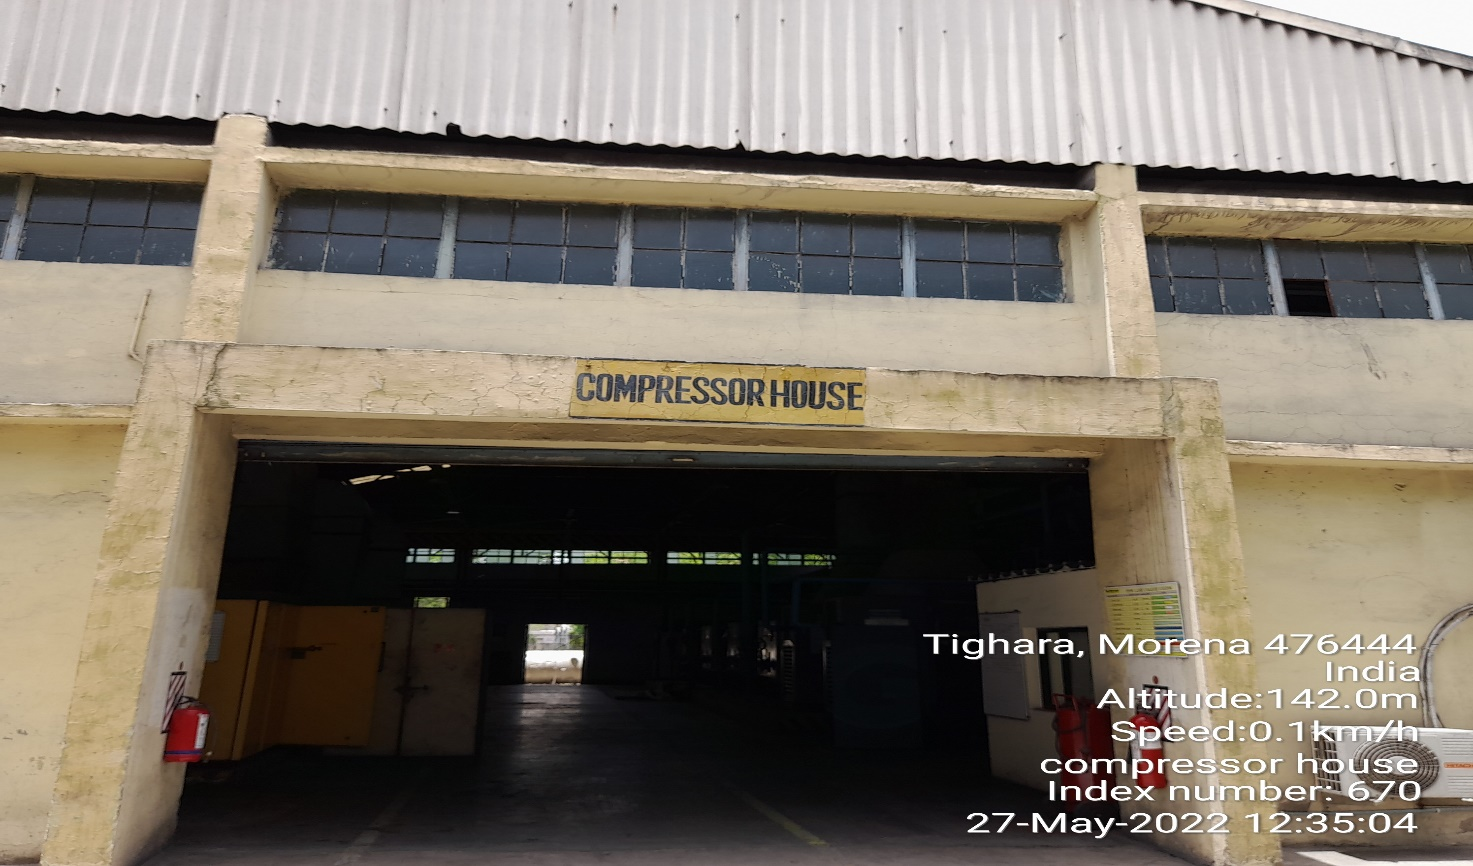 COMPRESSOR HOUSE
Tighara, Morena 476444
India
Altitude:142.0m
Speed:0.1km/h
compressor house
Index number: 670
27-May-2022 12:35:04